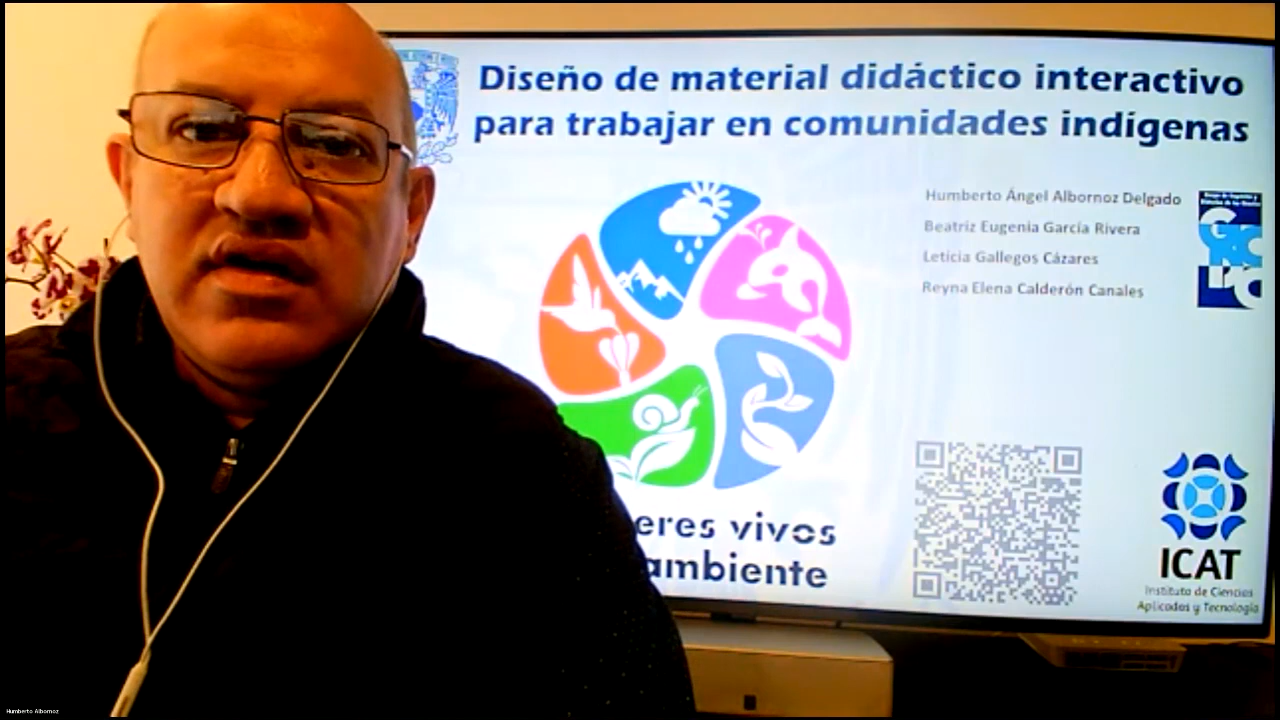 Diseño de material didáctico interactivo
para trabajar en comunidades indígenas
Humberto Ángel Albornoz Delgado
Beatriz Eugenia García Rivera
Leticia Gallegos Cázares
Reyna Elena Calderón Canales
eres vivos
ambiente
ICAT
Instituto de Ciencias
Aplicadas y Tecnología
Humberto Albornoz